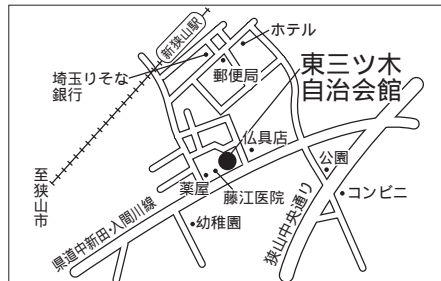 新狭山駅
ホテル
埼玉りそな
銀行
郵便局
東三ツ木
自治会館
仏具店
公園
至狭山市
薬屋
藤江医院
コンビニ
幼稚園
県道中新田・入間川線
狭山中央通り